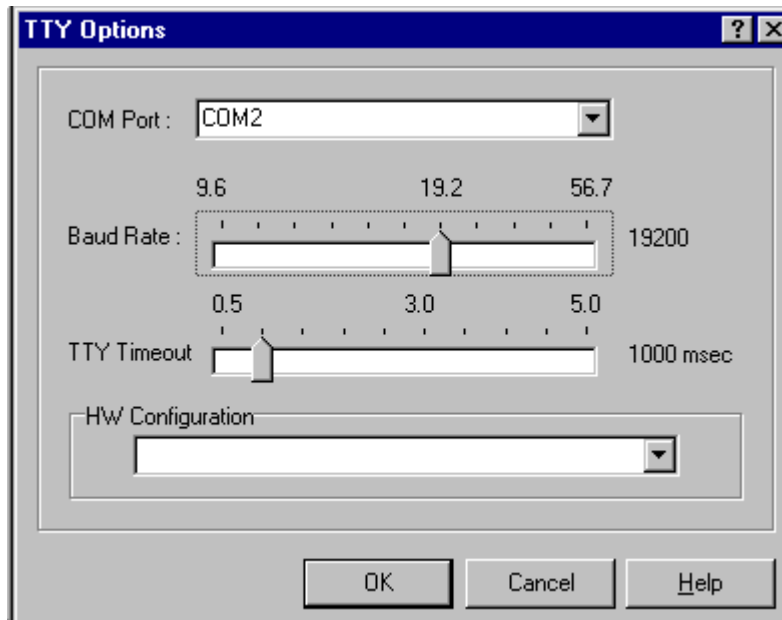 TTY Options
COM Port : COM2
9.6 19.2 56.7
Baud Rate : 19200
0.5 3.0 5.0
TTY Timeout 1000 msec
HW Configuration
OK Cancel Help